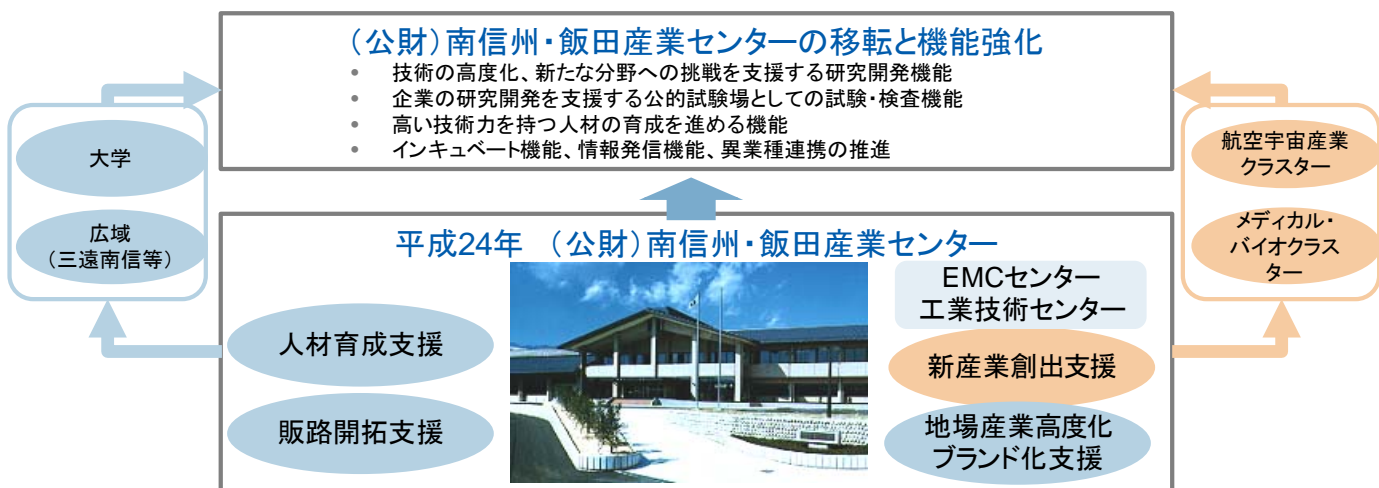 （公財）南信州・飯田産業センターの移転と機能強化
• 技術の高度化、新たな分野への挑戦を支援する研究開発機能
• 企業の研究開発を支援する公的試験場としての試験・検査機能
• 高い技術力を持つ人材の育成を進める機能
• インキュベート機能、情報発信機能、異業種連携の推進
大学
広域
（三遠南信等）
航空宇宙産業
クラスター
メディカル・
バイオクラス
ター
平成24年　（公財）南信州・飯田産業センター
人材育成支援
販路開拓支援
EMCセンター
工業技術センター
新産業創出支援
地場産業高度化
ブランド化支援